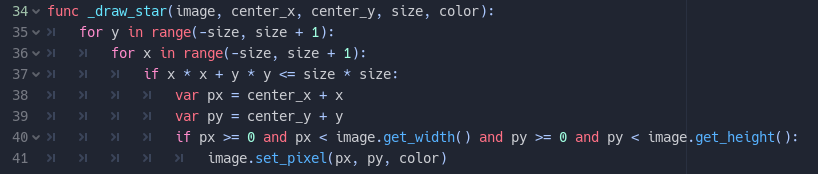 34 func _draw_star(image, center_x, center_y, size, color):
35 for y in range(-size, size + 1):
36 for x in range(-size, size + 1):
37 if x * x + y * y <= size * size:
38 var px = center_x + x
39 var py = center_y + y
40 if px >= 0 and px < image.get_width() and py >= 0 and py < image.get_height():
41 image.set_pixel(px, py, color)